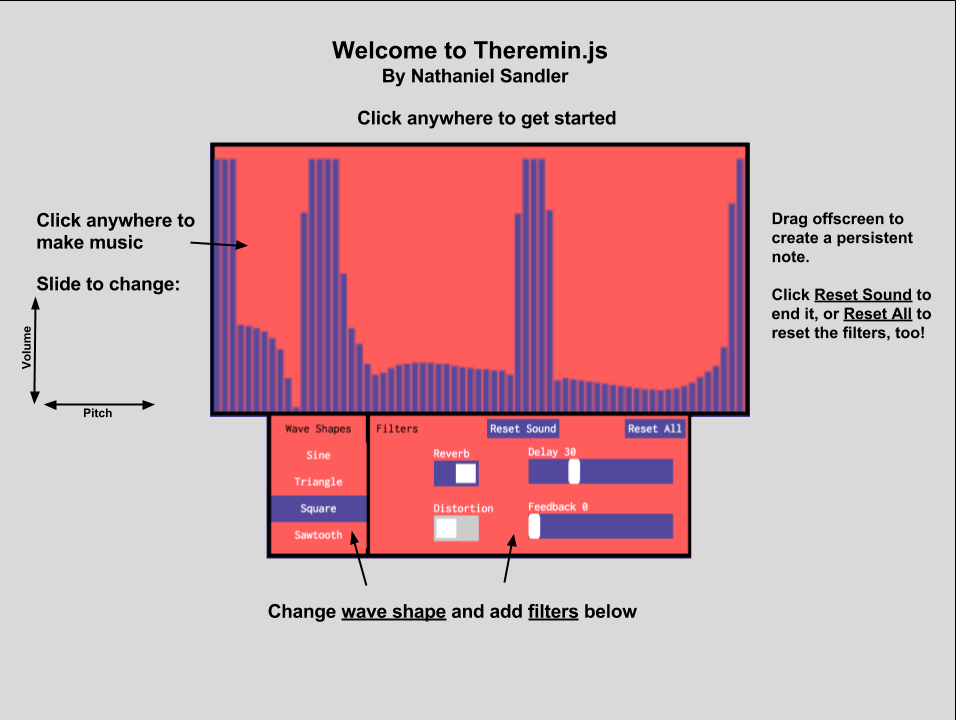 Welcome to Theremin.js
By Nathaniel Sandler
Click anywhere to get started
Click anywhere to
make music
Slide to change:
Volume
Pitch
Drag offscreen to
create a persistent
note.
Click Reset Sound to
end it, or Reset All to
reset the filters, too!
Wave Shapes
Sine
Triangle
Square
Sawtooth
Filters
Reset Sound
Reset All
Reverb
Delay 30
Distortion
Feedback 0
Change wave shape and add filters below